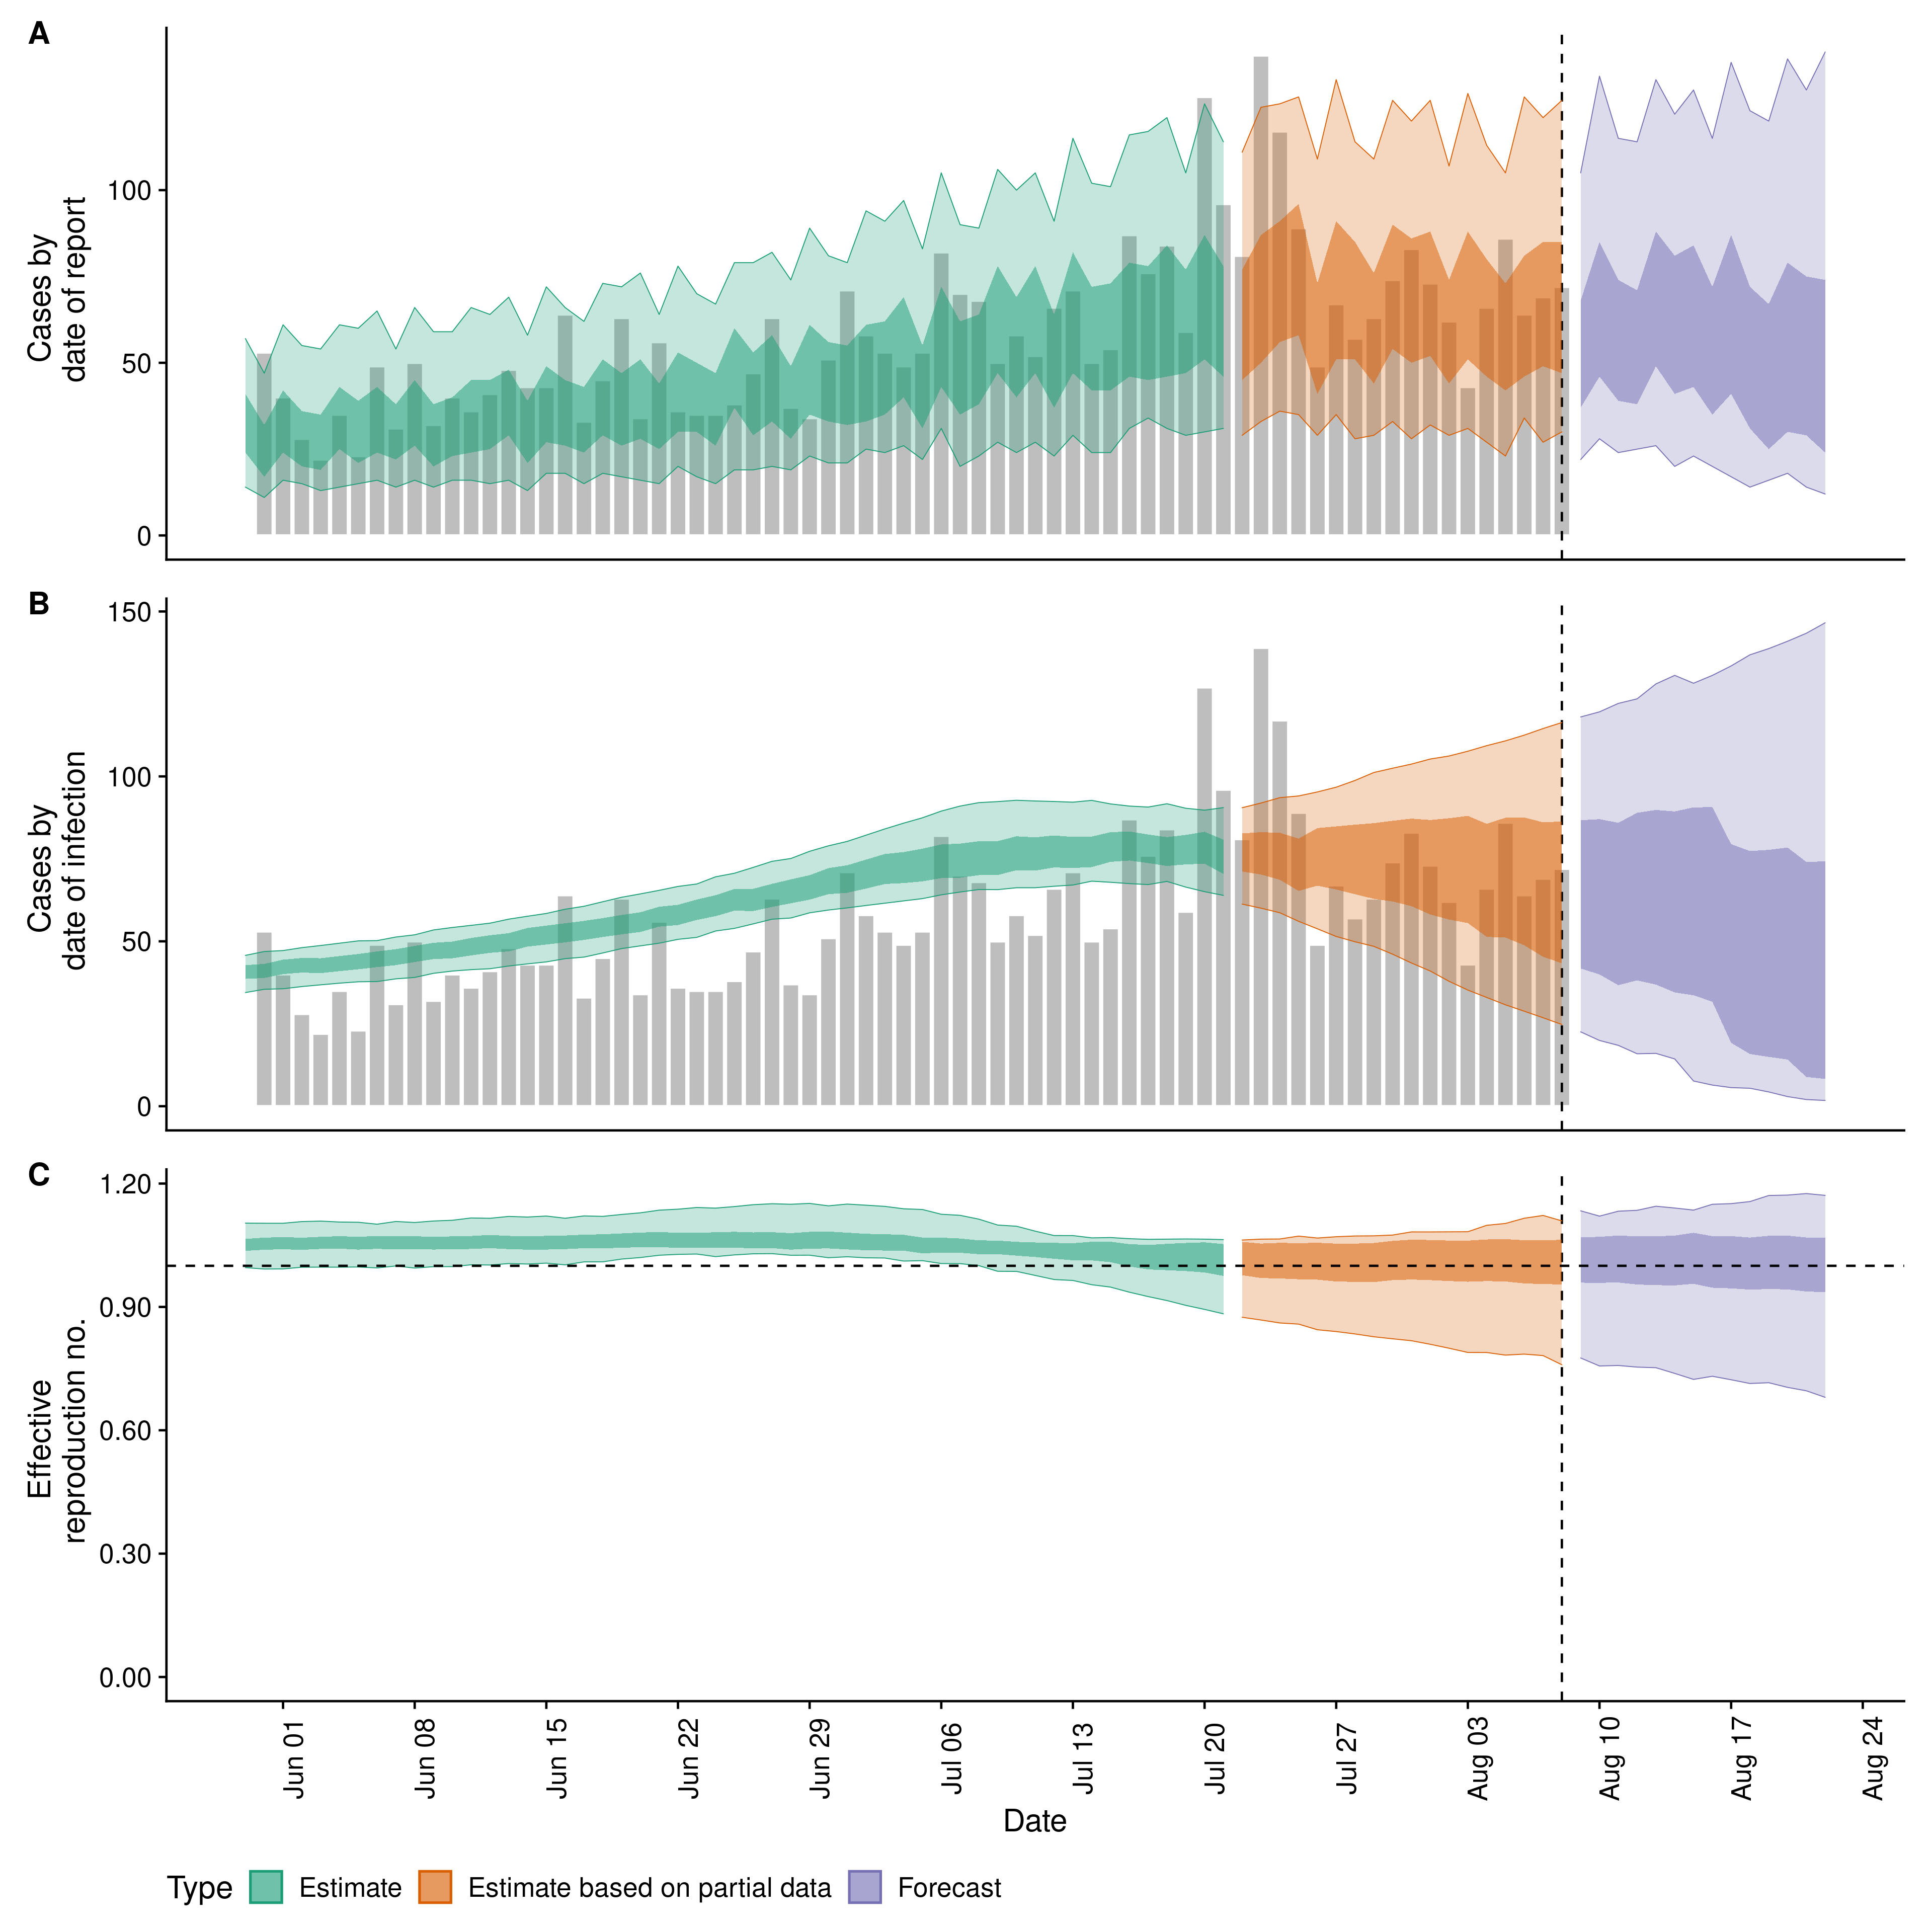 A
Cases by
date of report
100
50
0
B
Cases by
date of infection
150
100
50
0
C
Effective
reproduction no.
1.20
0.90
0.60
0.30
0.00
Jun 01
Jun 08
Jun 15
Jun 22
Jun 29
Jul 06
Jul 13
Jul 20
Jul 27
Aug 03
Aug 10
Aug 17
Aug 24
Date
Type Estimate Estimate based on partial data Forecast